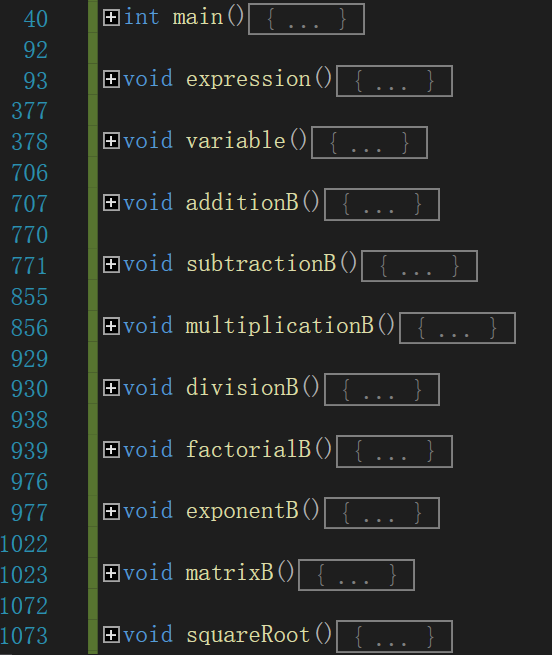 40 int main() { ... }
92
93 void expression() { ... }
377
378 void variable() { ... }
706
707 void additionB() { ... }
770
771 void subtractionB() { ... }
855
856 void multiplicationB() { ... }
929
930 void divisionB() { ... }
938
939 void factorialB() { ... }
976
977 void exponentB() { ... }
1022
1023 void matrixB() { ... }
1072
1073 void squareRoot() { ... }